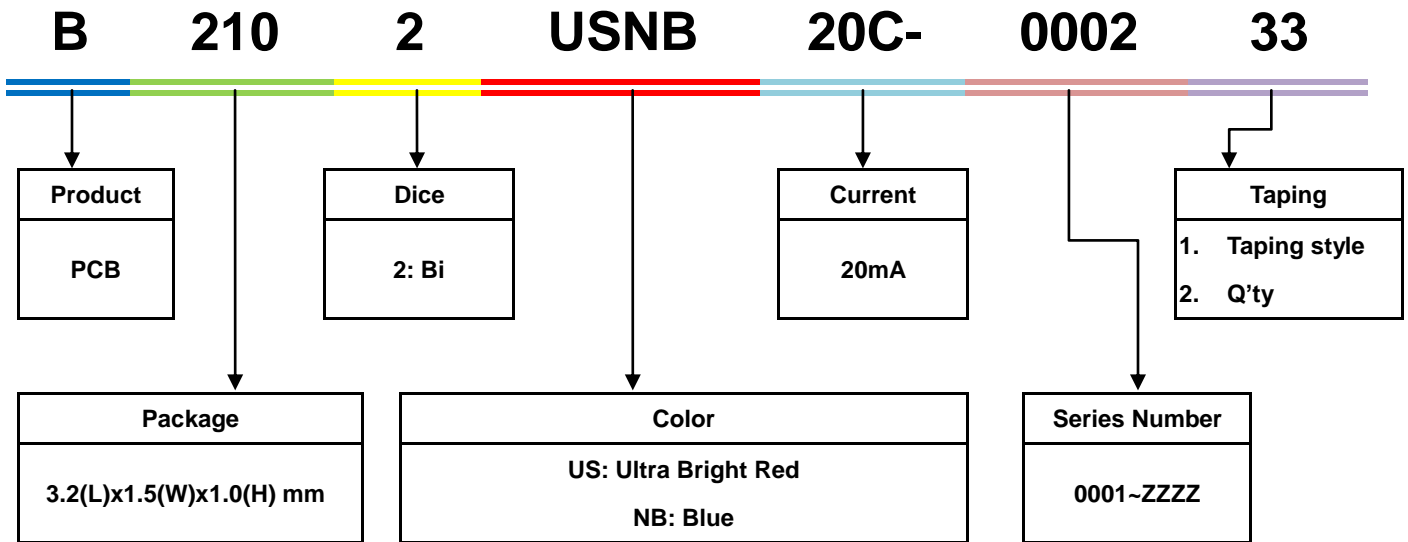 B 210 2 USNB 20C- 0002 33
Product
PCB
Dice
2: Bi
Current
20mA
Taping
1. Taping style
2. Q’ty
Package
3.2(L)x1.5(W)x1.0(H) mm
Color
US: Ultra Bright Red
NB: Blue
Series Number
0001~ZZZZ